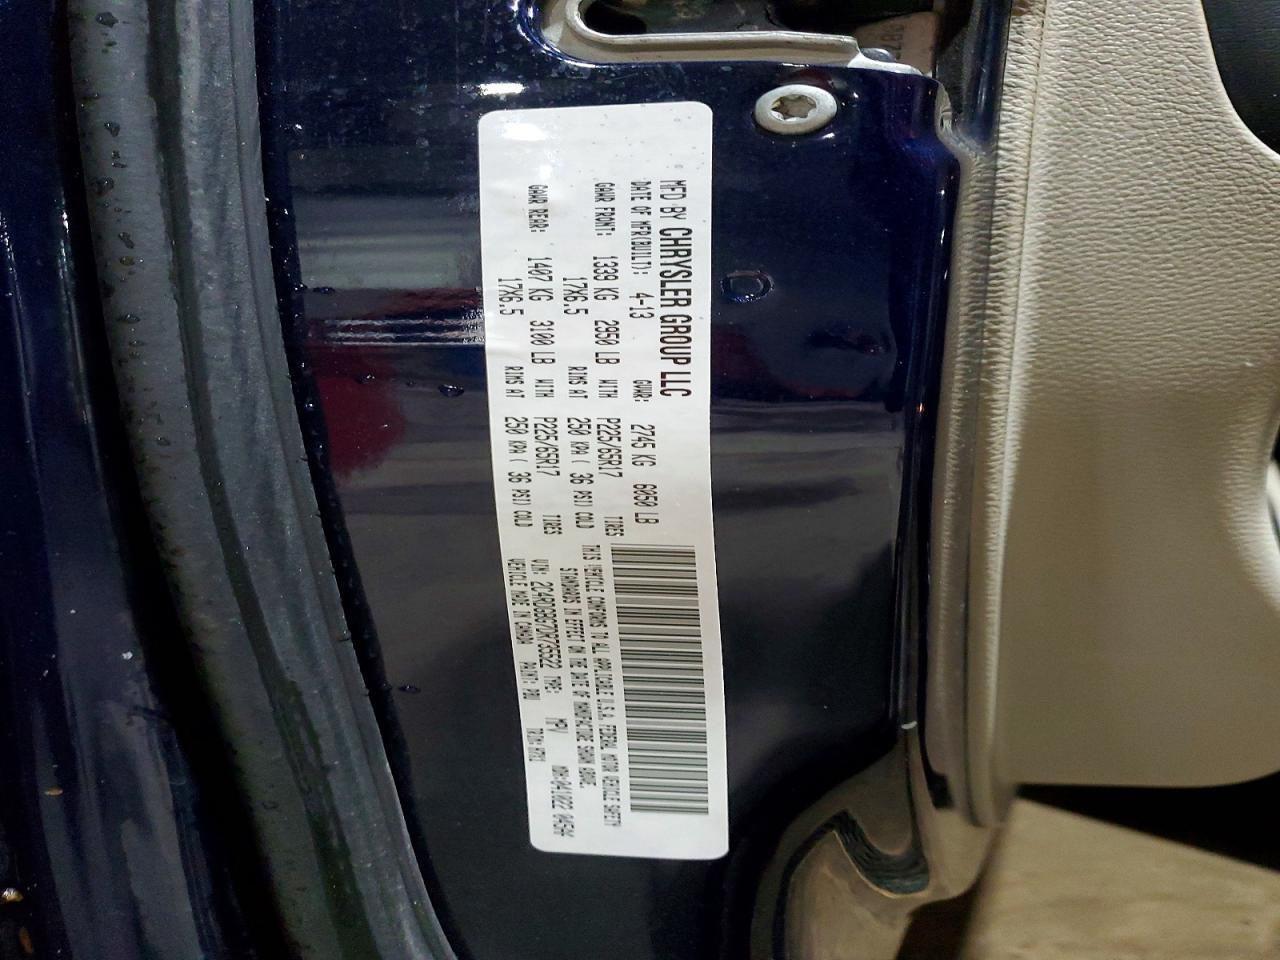 MFD BY CHRYSLER GROUP LLC
DATE OF MFR(BUILT): 4-13 GVWR: 2745 KG 6050 LB
GAWR FRONT: 1339 KG 2950 LB WITH P225/65R17 TIRES
17X6.5 RIMS AT 250 KPA ( 36 PSI) COLD
GAWR REAR: 1407 KG 3100 LB WITH P225/65R17 TIRES
17X6.5 RIMS AT 250 KPA ( 36 PSI) COLD
THIS VEHICLE CONFORMS TO ALL APPLICABLE U.S.A. FEDERAL MOTOR VEHICLE SAFETY
STANDARDS IN EFFECT ON THE DATE OF MANUFACTURE SHOWN ABOVE.
VIN: TYPE: MPV
VEHICLE MADE IN CANADA PAINT: TRIM: